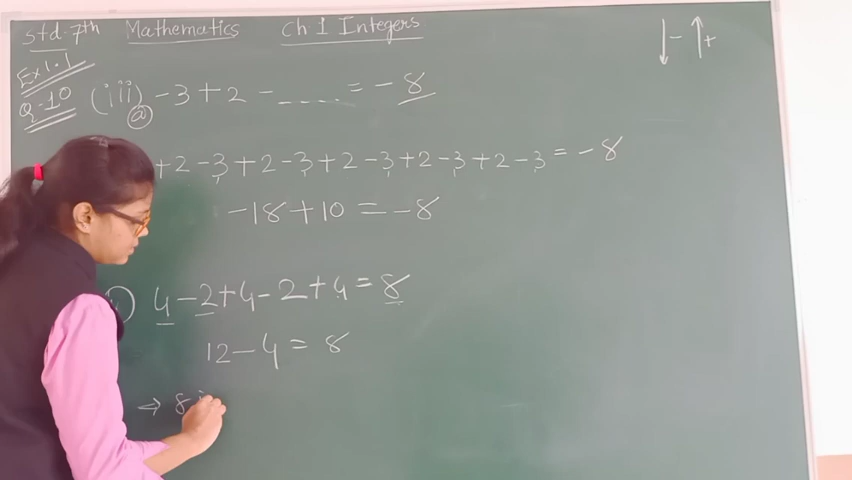 std-7th Mathematics Ch.1 Integers
Ex 1.1
Q-10 (iii) -3+2-____ = -8
@
- +
+2-3+2-3+2-3+2-3+2-3 = -8
-18+10 = -8
4-2+4-2+4 = 8
12-4 = 8
→ 8